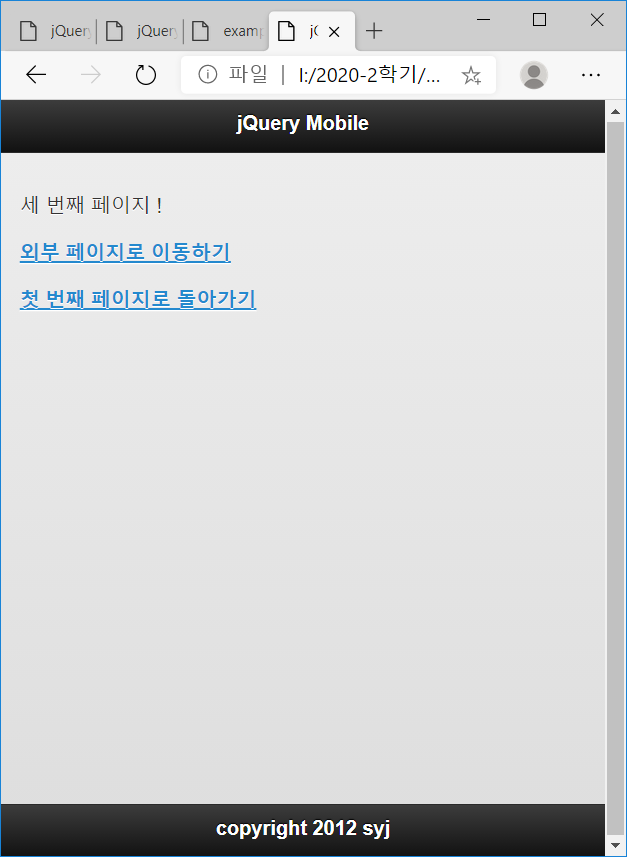 jQuery
jQuery
examp
jQ
파일 | I:/2020-2학기/...
jQuery Mobile
세 번째 페이지 !
외부 페이지로 이동하기
첫 번째 페이지로 돌아가기
copyright 2012 syj